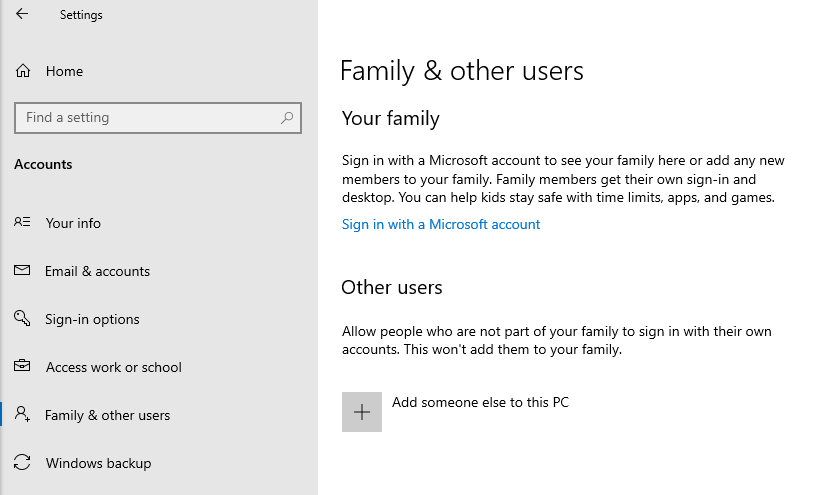 Settings
Home
Find a setting
Accounts
Your info
Email & accounts
Sign-in options
Access work or school
Family & other users
Windows backup
Family & other users
Your family
Sign in with a Microsoft account to see your family here or add any new
members to your family. Family members get their own sign-in and
desktop. You can help kids stay safe with time limits, apps, and games.
Sign in with a Microsoft account
Other users
Allow people who are not part of your family to sign in with their own
accounts. This won't add them to your family.
Add someone else to this PC